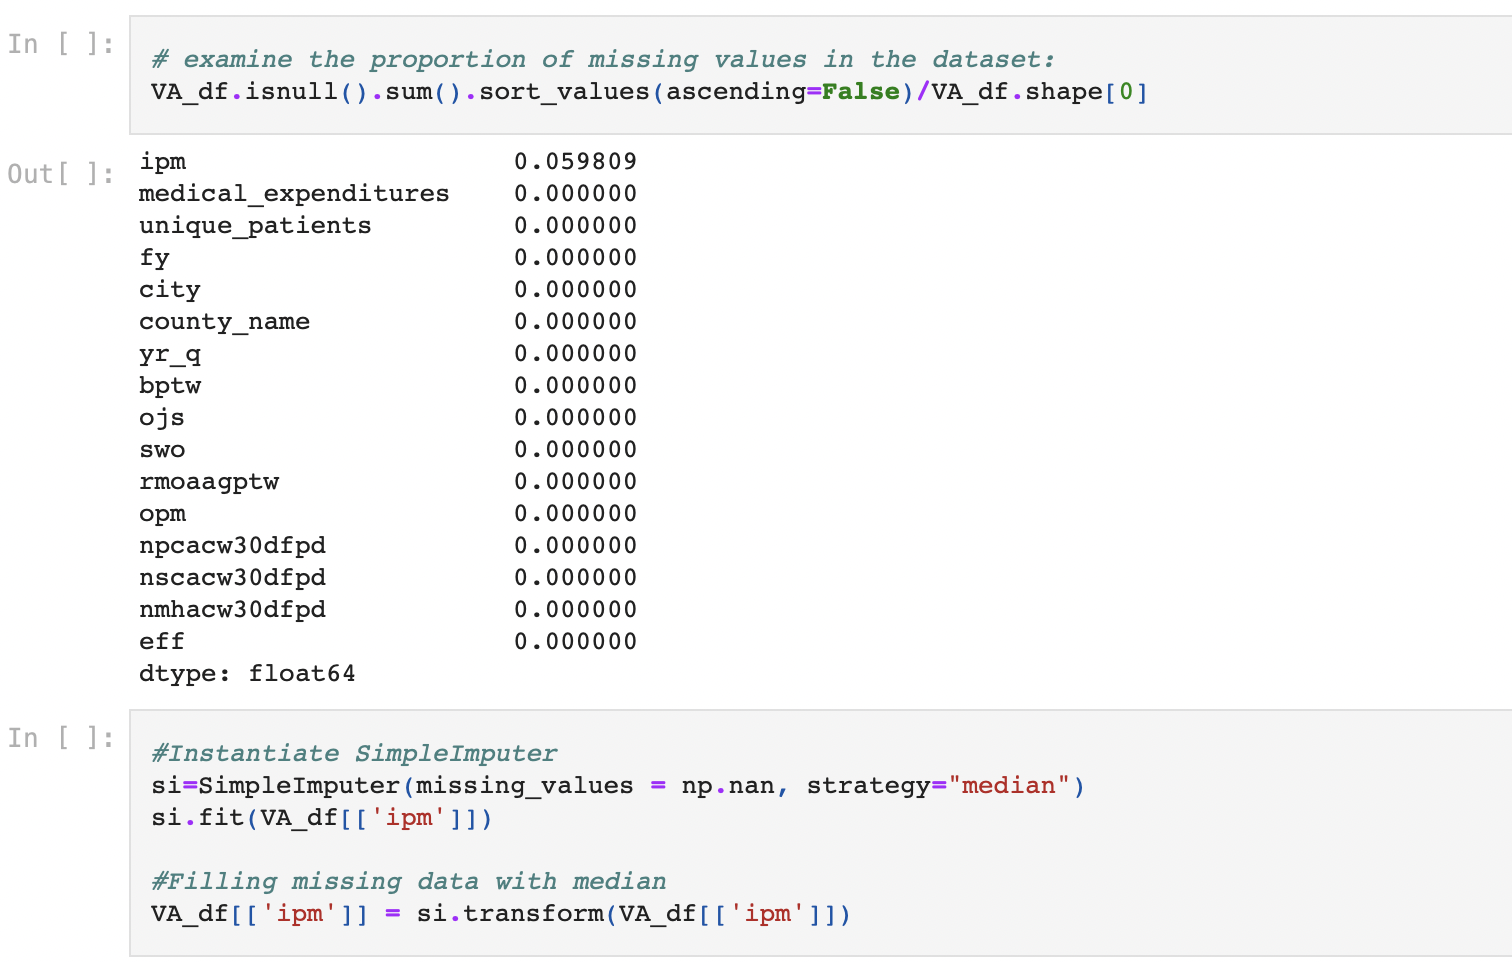 In [ ]:
# examine the proportion of missing values in the dataset:
VA_df.isnull().sum().sort_values(ascending=False)/VA_df.shape[0]
Out[ ]:
ipm 0.059809
medical_expenditures 0.000000
unique_patients 0.000000
fy 0.000000
city 0.000000
county_name 0.000000
yr_q 0.000000
bptw 0.000000
ojs 0.000000
swo 0.000000
rmoaagptw 0.000000
opm 0.000000
npcacw30dfpd 0.000000
nscacw30dfpd 0.000000
nmhacw30dfpd 0.000000
eff 0.000000
dtype: float64
In [ ]:
#Instantiate SimpleImputer
si=SimpleImputer(missing_values = np.nan, strategy="median")
si.fit(VA_df[['ipm']])
#Filling missing data with median
VA_df[['ipm']] = si.transform(VA_df[['ipm']])